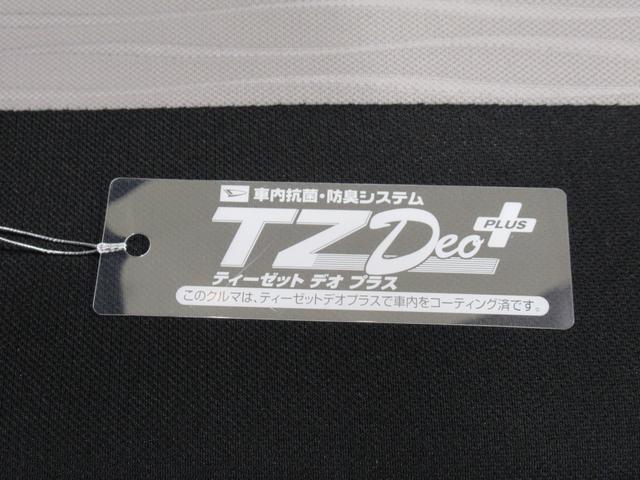 車内抗菌・防臭システム
TZ Deo PLUS
ティーゼット デオ プラス
このクルマは、ティーゼットデオプラスで車内をコーティング済です。